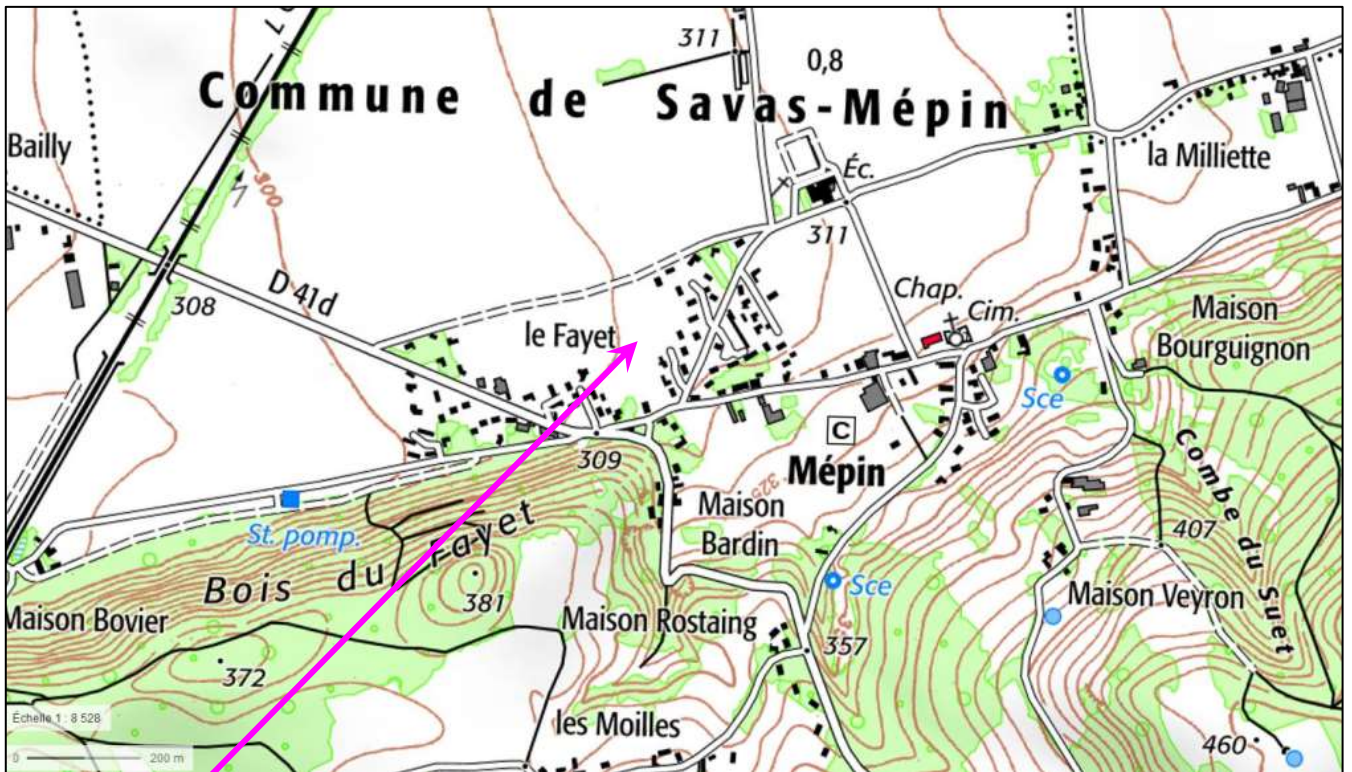 311
0,8
Commune de Savas-Mépin
Bailly
la Milliette
Éc.
300
311
308
D 41d
Chap.
Cim.
Maison
Bourguignon
le Fayet
Sce
C
Mépin
309
325
Combe du Suet
St. pomp.
Bois du Fayet
Maison
Bardin
407
381
Sce
Maison Bovier
Maison Rostaing
Maison Veyron
357
372
les Moilles
460
Échelle 1 : 8 528
0 200 m